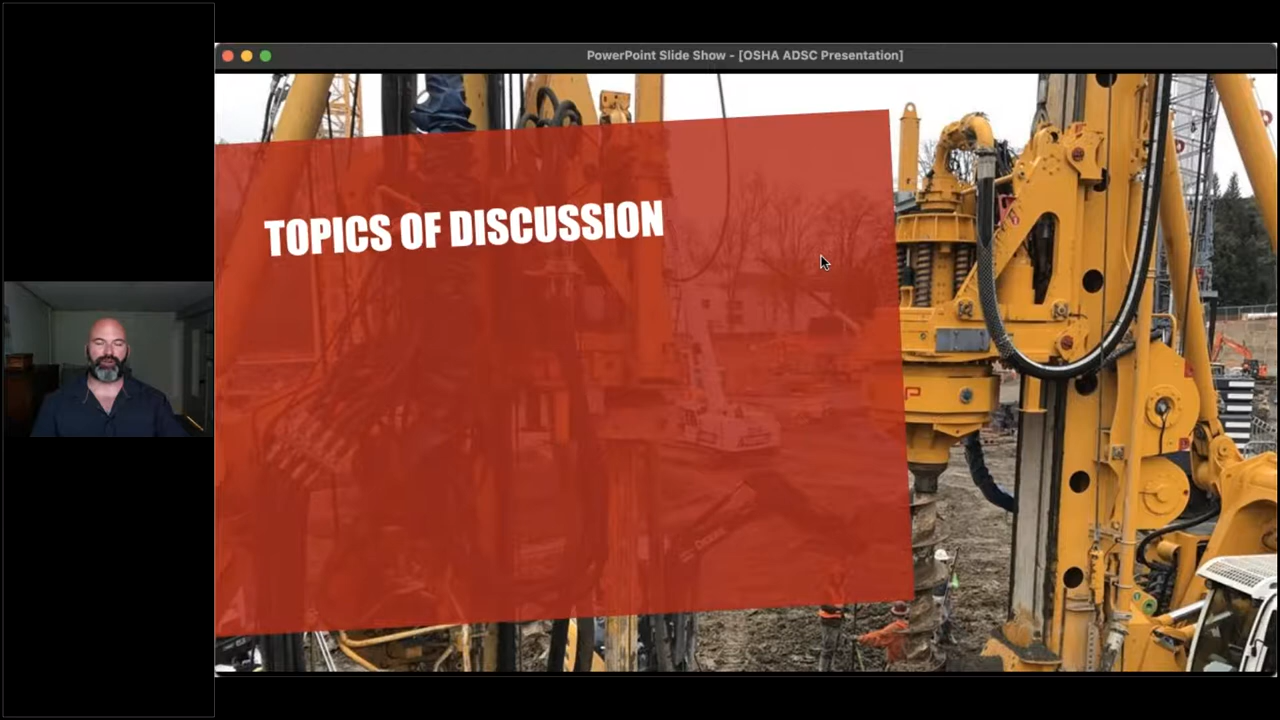 PowerPoint Slide Show - [OSHA ADSC Presentation]
TOPICS OF DISCUSSION
P